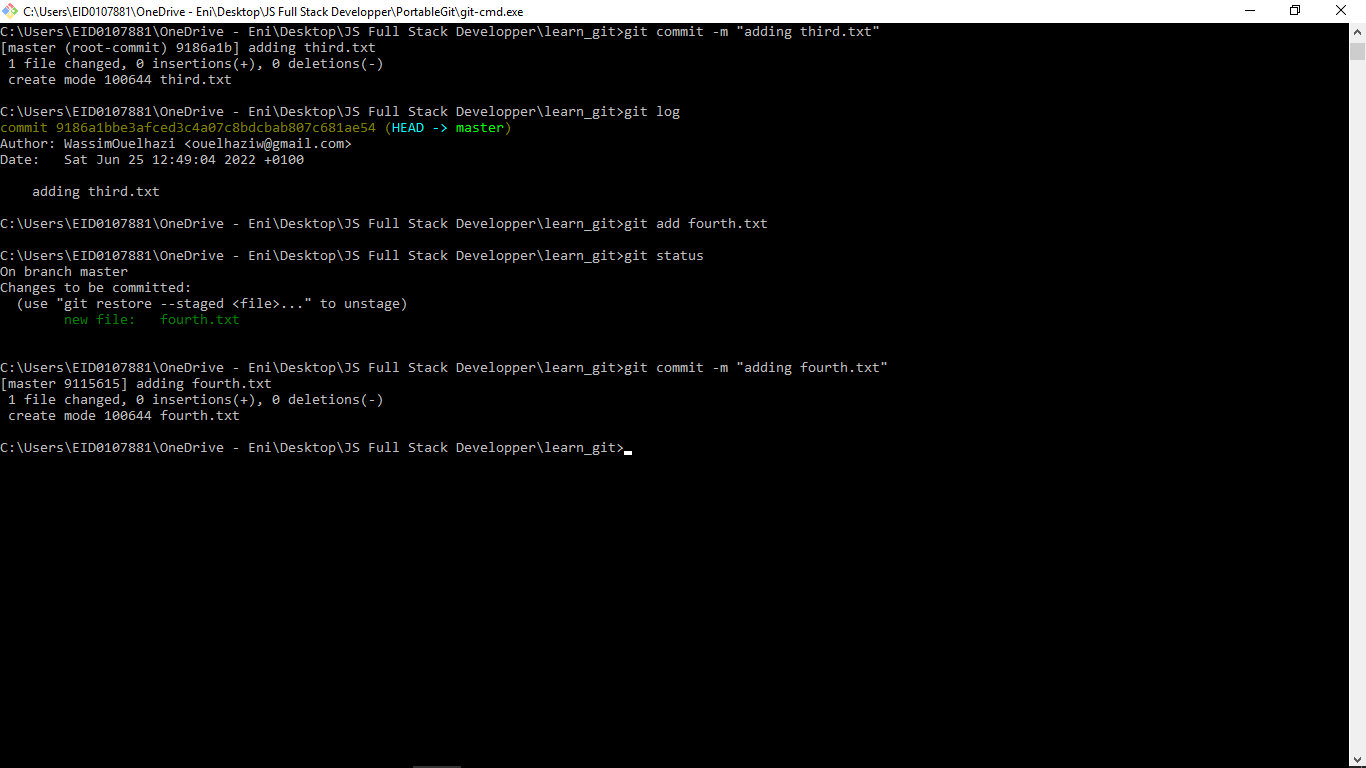 C:\Users\EID0107881\OneDrive - Eni\Desktop\JS Full Stack Developper\PortableGit\git-cmd.exe
C:\Users\EID0107881\OneDrive - Eni\Desktop\JS Full Stack Developper\learn_git>git commit -m "adding third.txt"
[master (root-commit) 9186a1b] adding third.txt
 1 file changed, 0 insertions(+), 0 deletions(-)
 create mode 100644 third.txt
C:\Users\EID0107881\OneDrive - Eni\Desktop\JS Full Stack Developper\learn_git>git log
commit 9186a1bbe3afced3c4a07c8bdcbab807c681ae54 (HEAD -> master)
Author: WassimOuelhazi <ouelhaziw@gmail.com>
Date:   Sat Jun 25 12:49:04 2022 +0100
    adding third.txt
C:\Users\EID0107881\OneDrive - Eni\Desktop\JS Full Stack Developper\learn_git>git add fourth.txt
C:\Users\EID0107881\OneDrive - Eni\Desktop\JS Full Stack Developper\learn_git>git status
On branch master
Changes to be committed:
  (use "git restore --staged <file>..." to unstage)
        new file:   fourth.txt
C:\Users\EID0107881\OneDrive - Eni\Desktop\JS Full Stack Developper\learn_git>git commit -m "adding fourth.txt"
[master 9115615] adding fourth.txt
 1 file changed, 0 insertions(+), 0 deletions(-)
 create mode 100644 fourth.txt
C:\Users\EID0107881\OneDrive - Eni\Desktop\JS Full Stack Developper\learn_git>